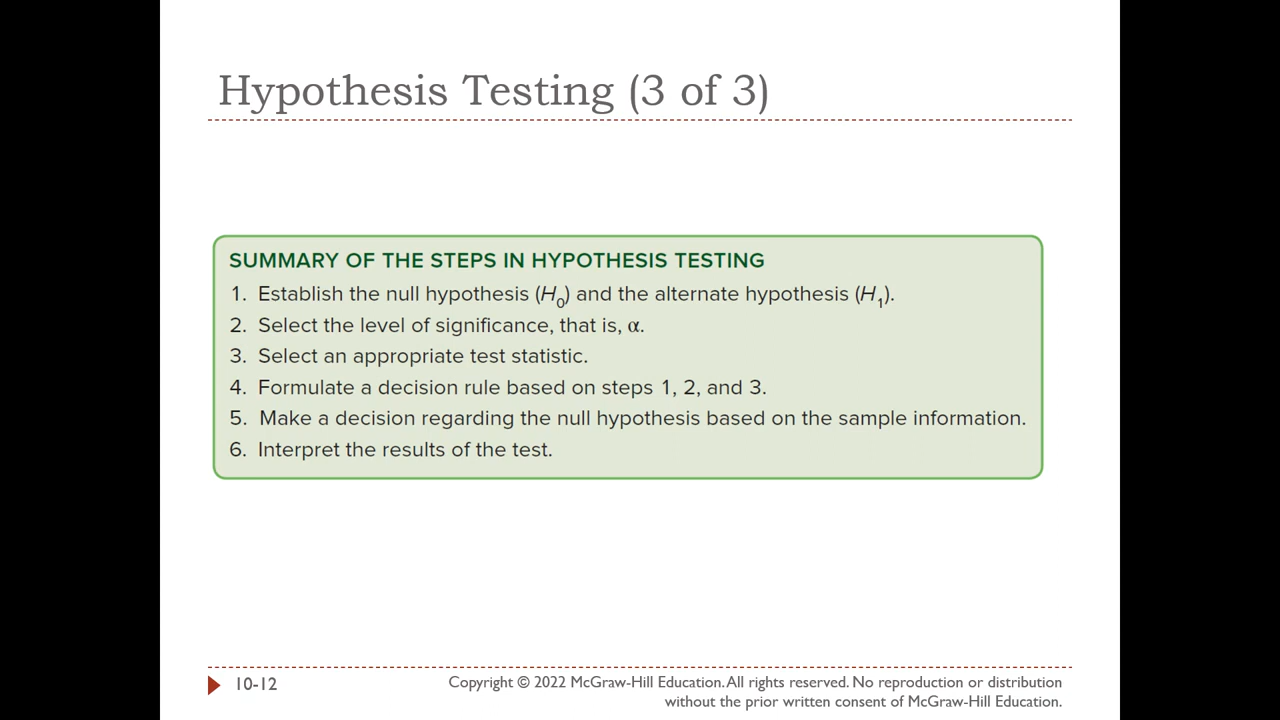 Hypothesis Testing (3 of 3)
SUMMARY OF THE STEPS IN HYPOTHESIS TESTING
1. Establish the null hypothesis (H₀) and the alternate hypothesis (H₁).
2. Select the level of significance, that is, α.
3. Select an appropriate test statistic.
4. Formulate a decision rule based on steps 1, 2, and 3.
5. Make a decision regarding the null hypothesis based on the sample information.
6. Interpret the results of the test.
10-12
Copyright © 2022 McGraw-Hill Education. All rights reserved. No reproduction or distribution
without the prior written consent of McGraw-Hill Education.